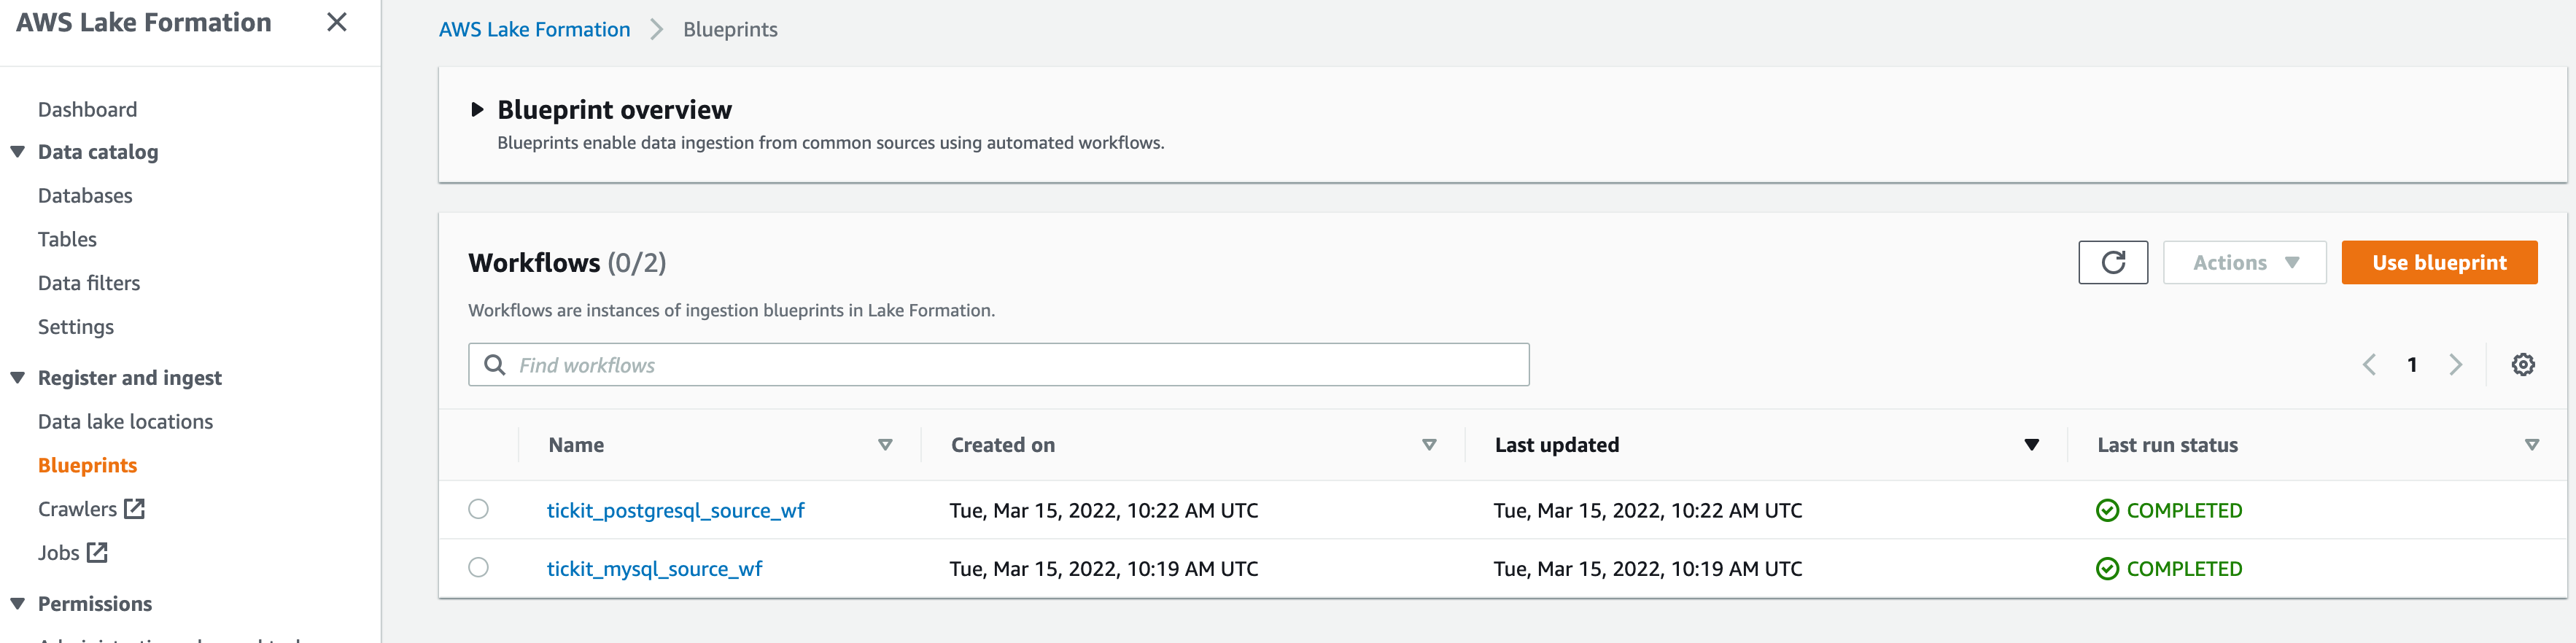 AWS Lake Formation
Dashboard
Data catalog
Databases
Tables
Data filters
Settings
Register and ingest
Data lake locations
Blueprints
Crawlers
Jobs
Permissions
AWS Lake Formation > Blueprints
Blueprint overview
Blueprints enable data ingestion from common sources using automated workflows.
Workflows (0/2)
Actions
Use blueprint
Workflows are instances of ingestion blueprints in Lake Formation.
Find workflows
1
Name Created on Last updated Last run status
tickit_postgresql_source_wf Tue, Mar 15, 2022, 10:22 AM UTC Tue, Mar 15, 2022, 10:22 AM UTC COMPLETED
tickit_mysql_source_wf Tue, Mar 15, 2022, 10:19 AM UTC Tue, Mar 15, 2022, 10:19 AM UTC COMPLETED